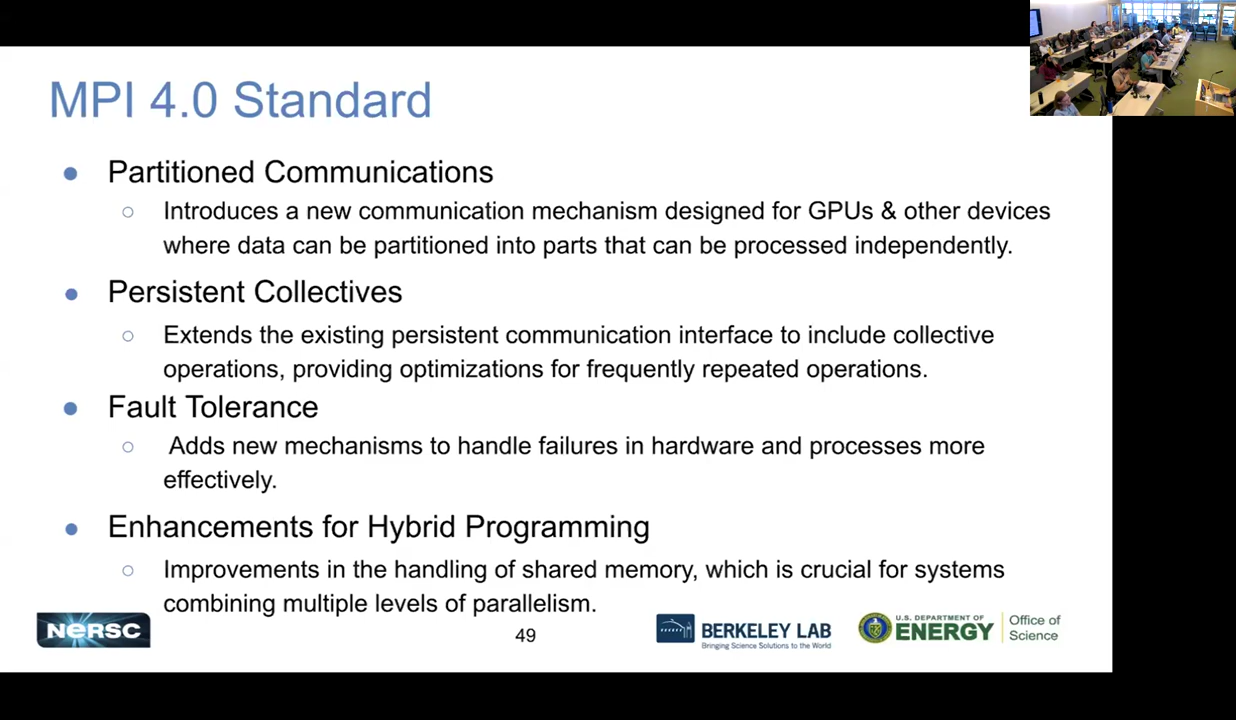 MPI 4.0 Standard
● Partitioned Communications
○ Introduces a new communication mechanism designed for GPUs & other devices
where data can be partitioned into parts that can be processed independently.
● Persistent Collectives
○ Extends the existing persistent communication interface to include collective
operations, providing optimizations for frequently repeated operations.
● Fault Tolerance
○ Adds new mechanisms to handle failures in hardware and processes more
effectively.
● Enhancements for Hybrid Programming
○ Improvements in the handling of shared memory, which is crucial for systems
combining multiple levels of parallelism.
NERSC
49
BERKELEY LAB
Bringing Science Solutions to the World
U.S. DEPARTMENT OF
ENERGY
Office of
Science